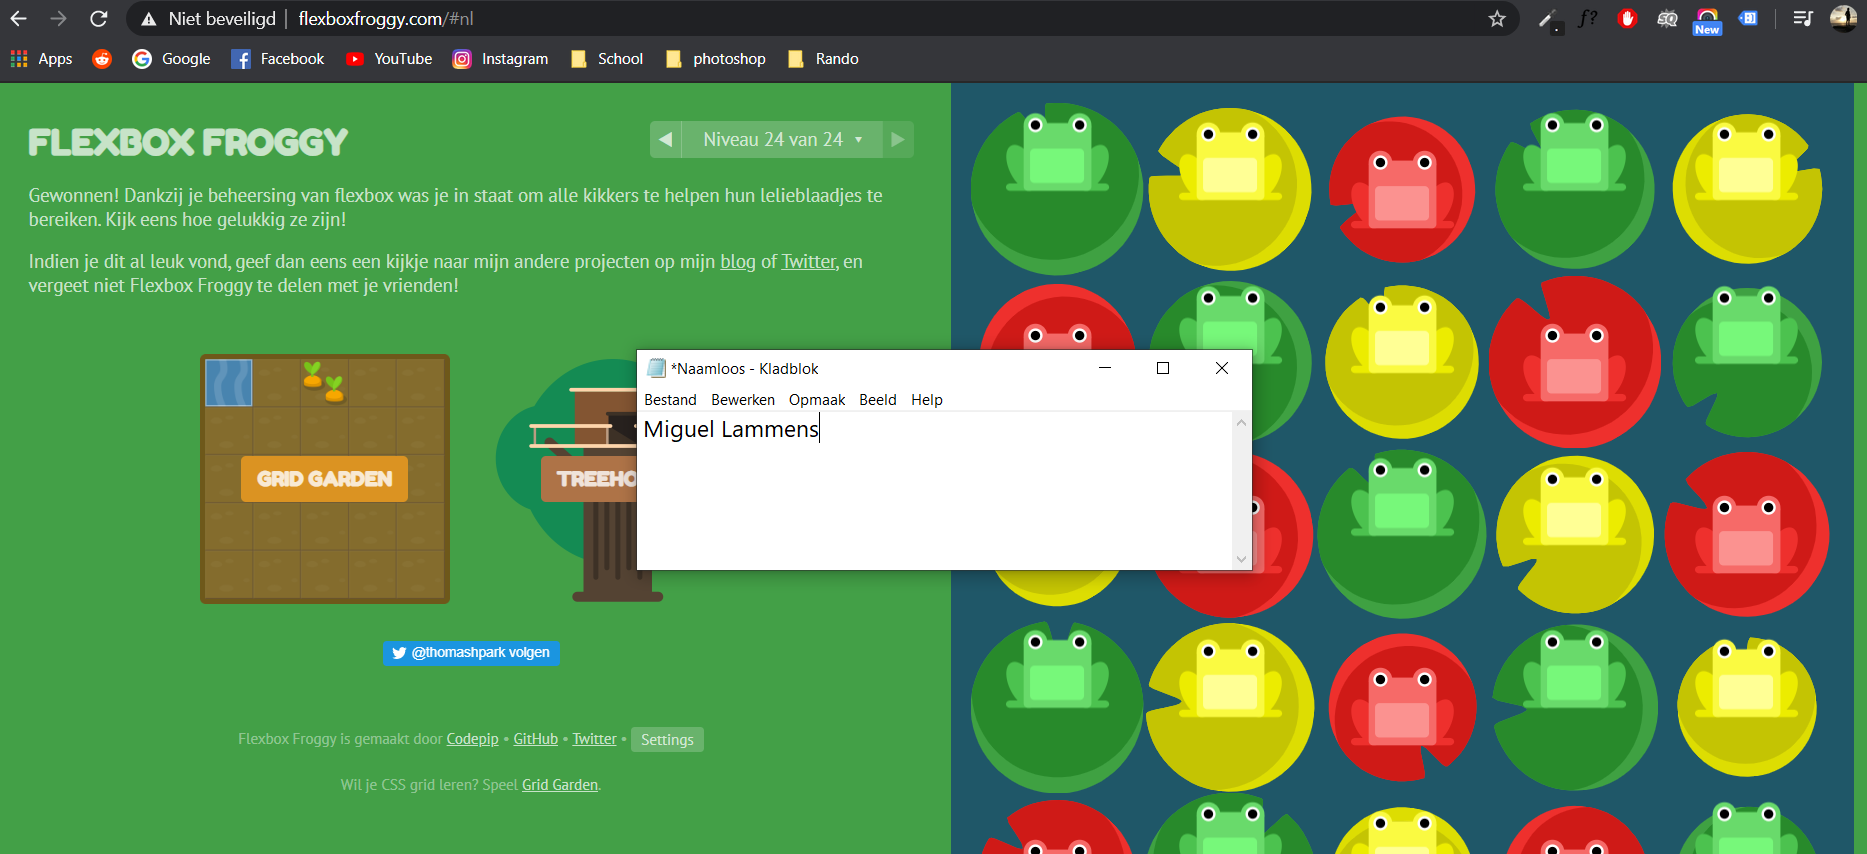 Niet beveiligd | flexboxfroggy.com/#nl
New
Apps Google Facebook YouTube Instagram School photoshop Rando
FLEXBOX FROGGY
◀ Niveau 24 van 24 ▼ ▶
Gewonnen! Dankzij je beheersing van flexbox was je in staat om alle kikkers te helpen hun lelieblaadjes te
bereiken. Kijk eens hoe gelukkig ze zijn!
Indien je dit al leuk vond, geef dan eens een kijkje naar mijn andere projecten op mijn blog of Twitter, en
vergeet niet Flexbox Froggy te delen met je vrienden!
*Naamloos - Kladblok
Bestand Bewerken Opmaak Beeld Help
Miguel Lammens
GRID GARDEN
TREEHO
@thomashpark volgen
Flexbox Froggy is gemaakt door Codepip • GitHub • Twitter • Settings
Wil je CSS grid leren? Speel Grid Garden.